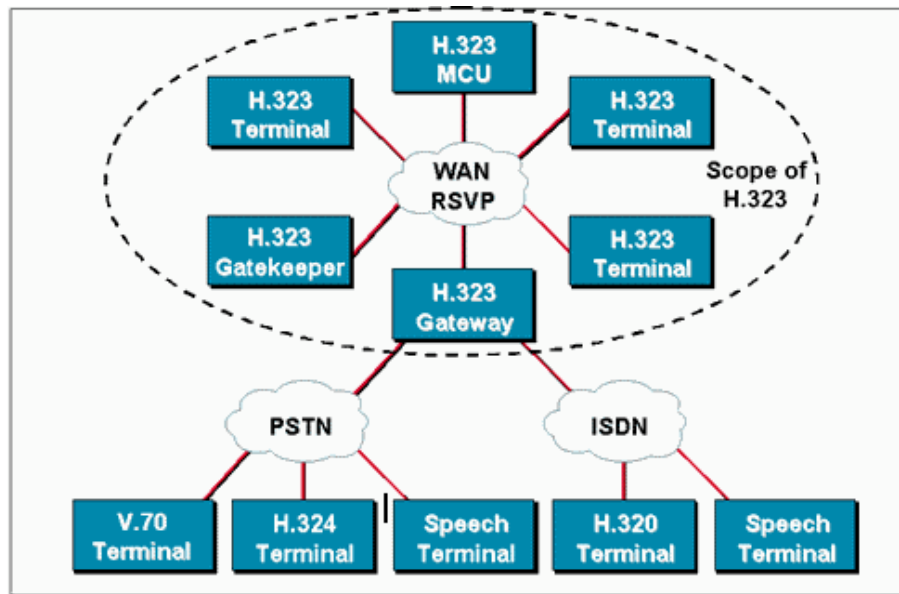 H.323
MCU
H.323
Terminal
H.323
Terminal
WAN
RSVP
Scope of
H.323
H.323
Gatekeeper
H.323
Terminal
H.323
Gateway
PSTN
ISDN
V.70
Terminal
H.324
Terminal
Speech
Terminal
H.320
Terminal
Speech
Terminal